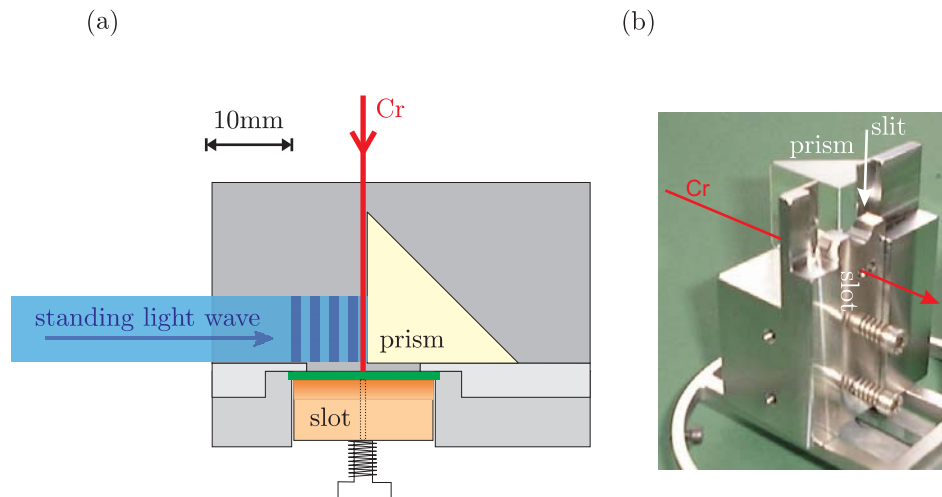 (a)
(b)
10mm
Cr
standing light wave
prism
slot
slit
prism
Cr
slot